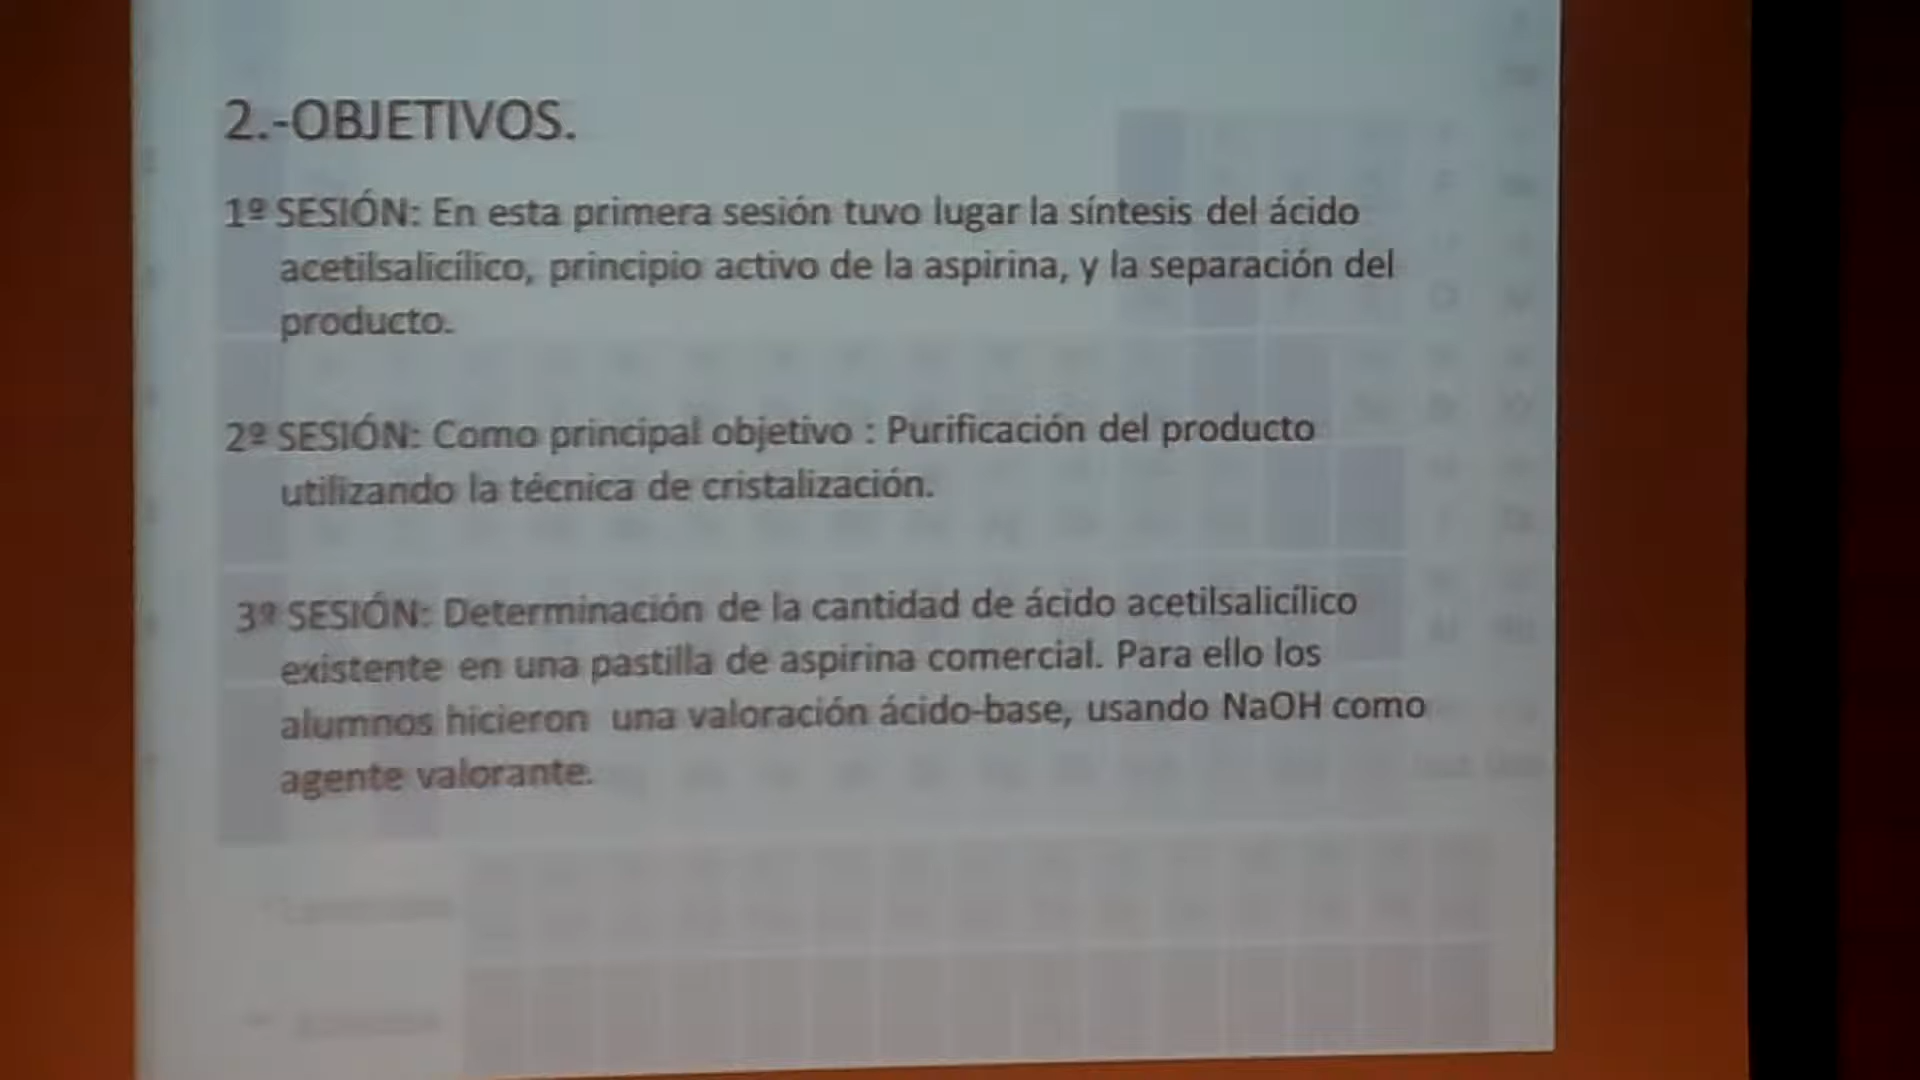 2.-OBJETIVOS.
1º SESIÓN: En esta primera sesión tuvo lugar la síntesis del ácido
acetilsalicílico, principio activo de la aspirina, y la separación del
producto.
2º SESIÓN: Como principal objetivo : Purificación del producto
utilizando la técnica de cristalización.
3ª SESIÓN: Determinación de la cantidad de ácido acetilsalicílico
existente en una pastilla de aspirina comercial. Para ello los
alumnos hicieron una valoración ácido-base, usando NaOH como
agente valorante.